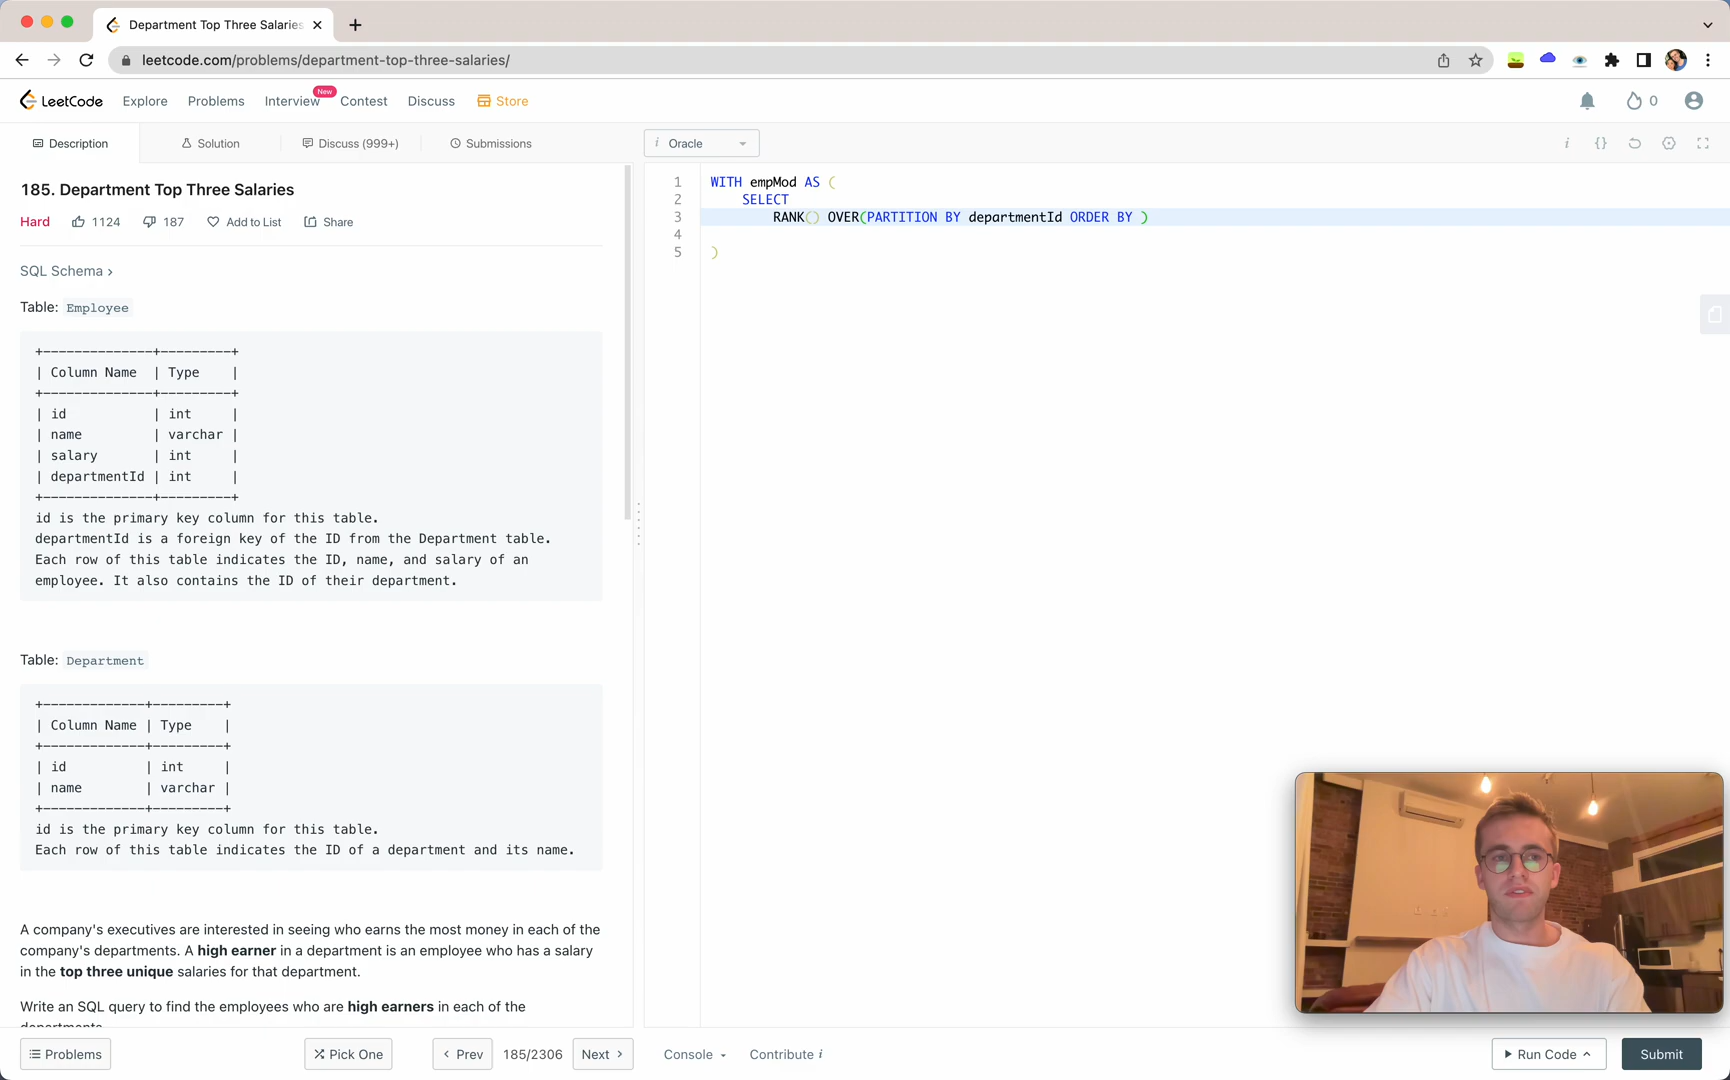 Department Top Three Salaries
leetcode.com/problems/department-top-three-salaries/
LeetCode Explore Problems Interview New Contest Discuss Store 0
Description Solution Discuss (999+) Submissions
i Oracle i {}
185. Department Top Three Salaries
Hard 1124 187 Add to List Share
SQL Schema >
Table: Employee
+--------------+---------+
| Column Name  | Type    |
+--------------+---------+
| id           | int     |
| name         | varchar |
| salary       | int     |
| departmentId | int     |
+--------------+---------+
id is the primary key column for this table.
departmentId is a foreign key of the ID from the Department table.
Each row of this table indicates the ID, name, and salary of an
employee. It also contains the ID of their department.
Table: Department
+-------------+---------+
| Column Name | Type    |
+-------------+---------+
| id          | int     |
| name        | varchar |
+-------------+---------+
id is the primary key column for this table.
Each row of this table indicates the ID of a department and its name.
A company's executives are interested in seeing who earns the most money in each of the
company's departments. A high earner in a department is an employee who has a salary
in the top three unique salaries for that department.
Write an SQL query to find the employees who are high earners in each of the
departments.
1 WITH empMod AS (
2 SELECT
3 RANK() OVER(PARTITION BY departmentId ORDER BY )
4
5 )
Problems Pick One Prev 185/2306 Next Console Contribute i Run Code Submit